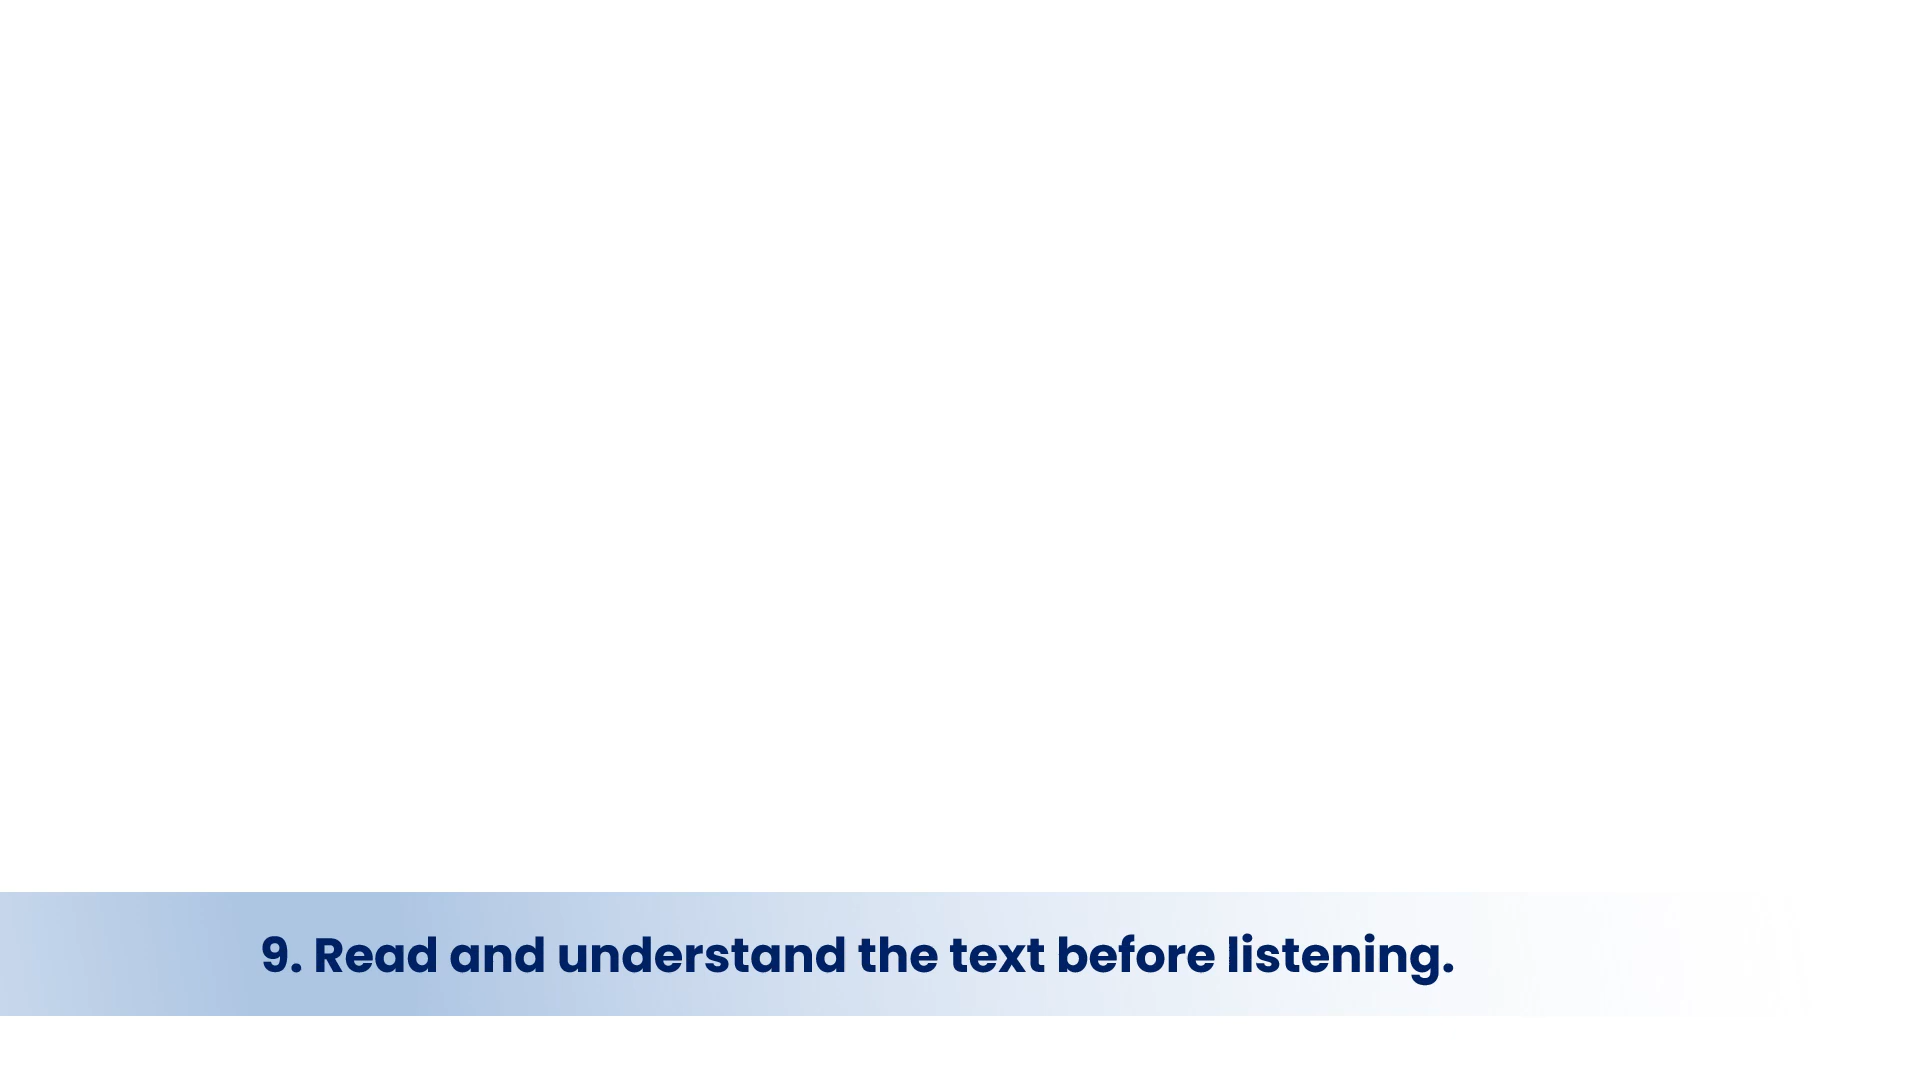 9. Read and understand the text before listening.